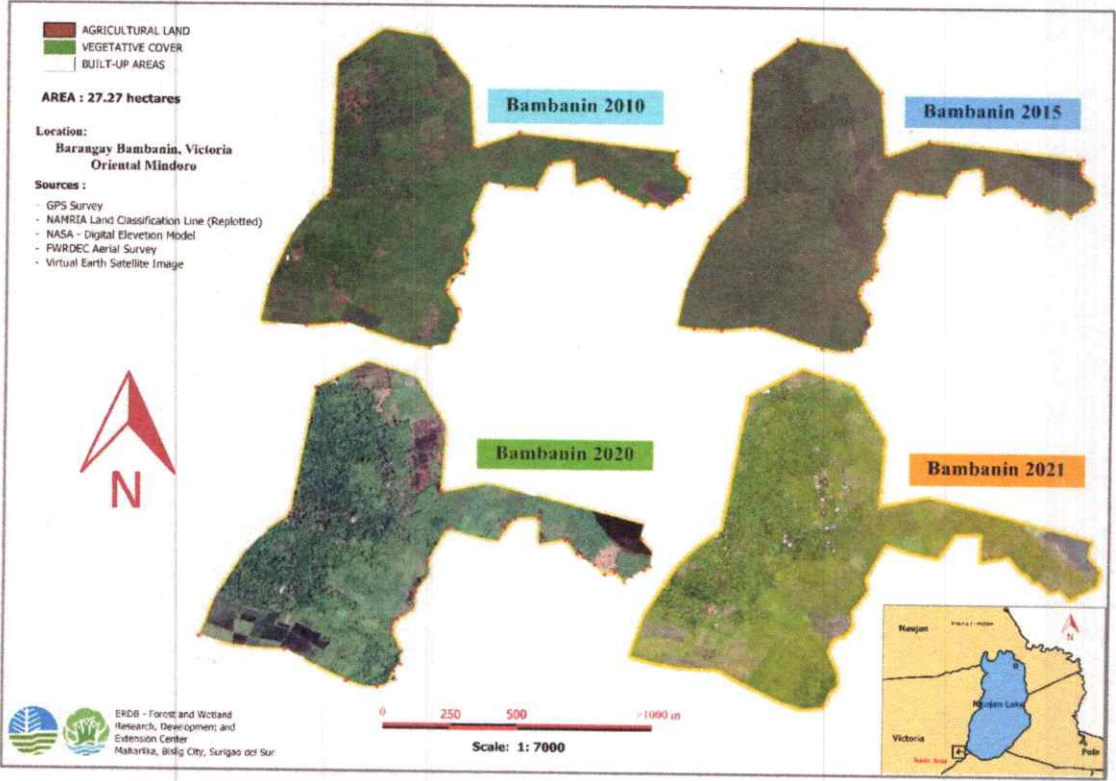 AGRICULTURAL LAND
VEGETATIVE COVER
BUILT-UP AREAS
AREA : 27.27 hectares
Location:
Barangay Bambanin, Victoria
Oriental Mindoro
Sources :
- GPS Survey
- NAMRIA Land Classification Line (Replotted)
- NASA - Digital Elevetion Model
- FWRDEC Aerial Survey
- Virtual Earth Satellite Image
Bambanin 2010
Bambanin 2015
N
Bambanin 2020
Bambanin 2021
ERDB - Forest and Wetland
Research, Development and
Extension Center
Maharlika, Bislig City, Surigao del Sur
0 250 500 >1000 m
Scale: 1: 7000
Naujan
N
Naujan Lake
Victoria
Pola